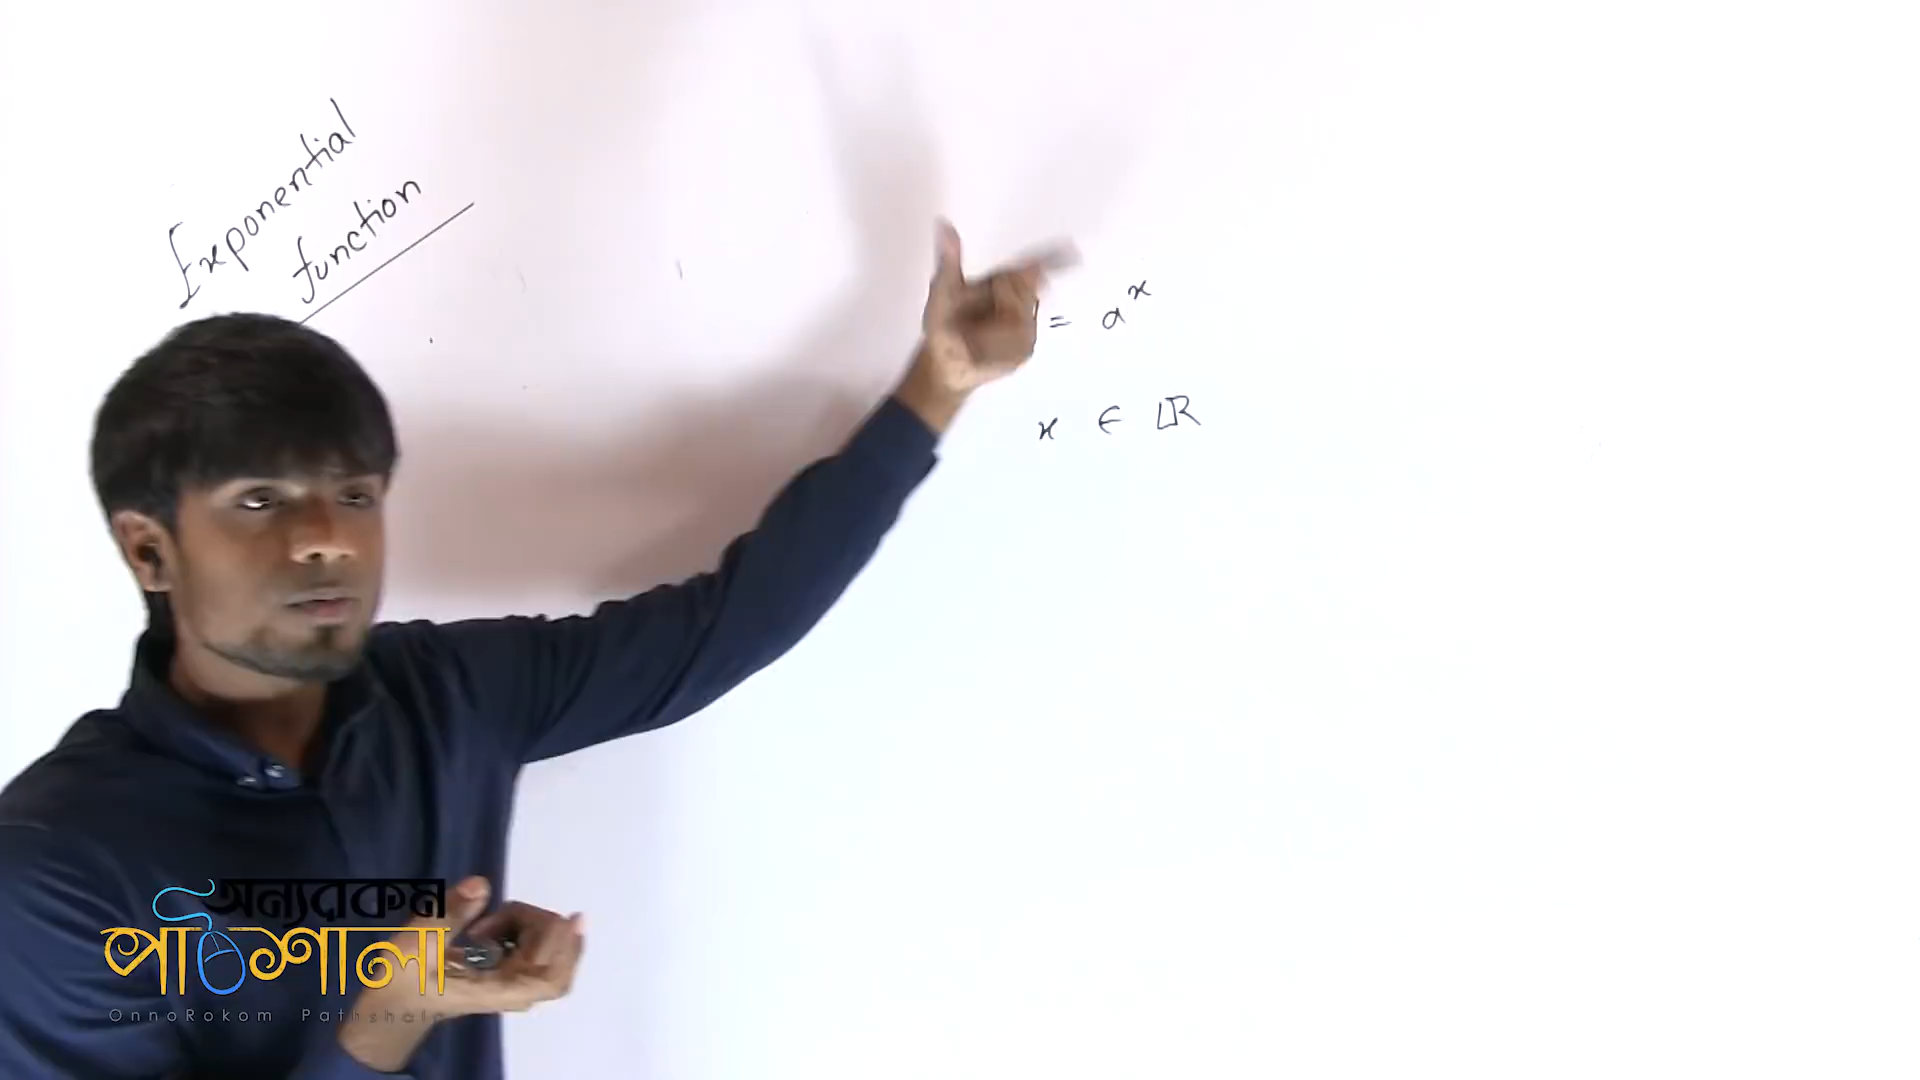 Exponential
function
= a^x
x ∈ ℝ
অন্যরকম
পাঠশালা
OnnoRokom Pathshala